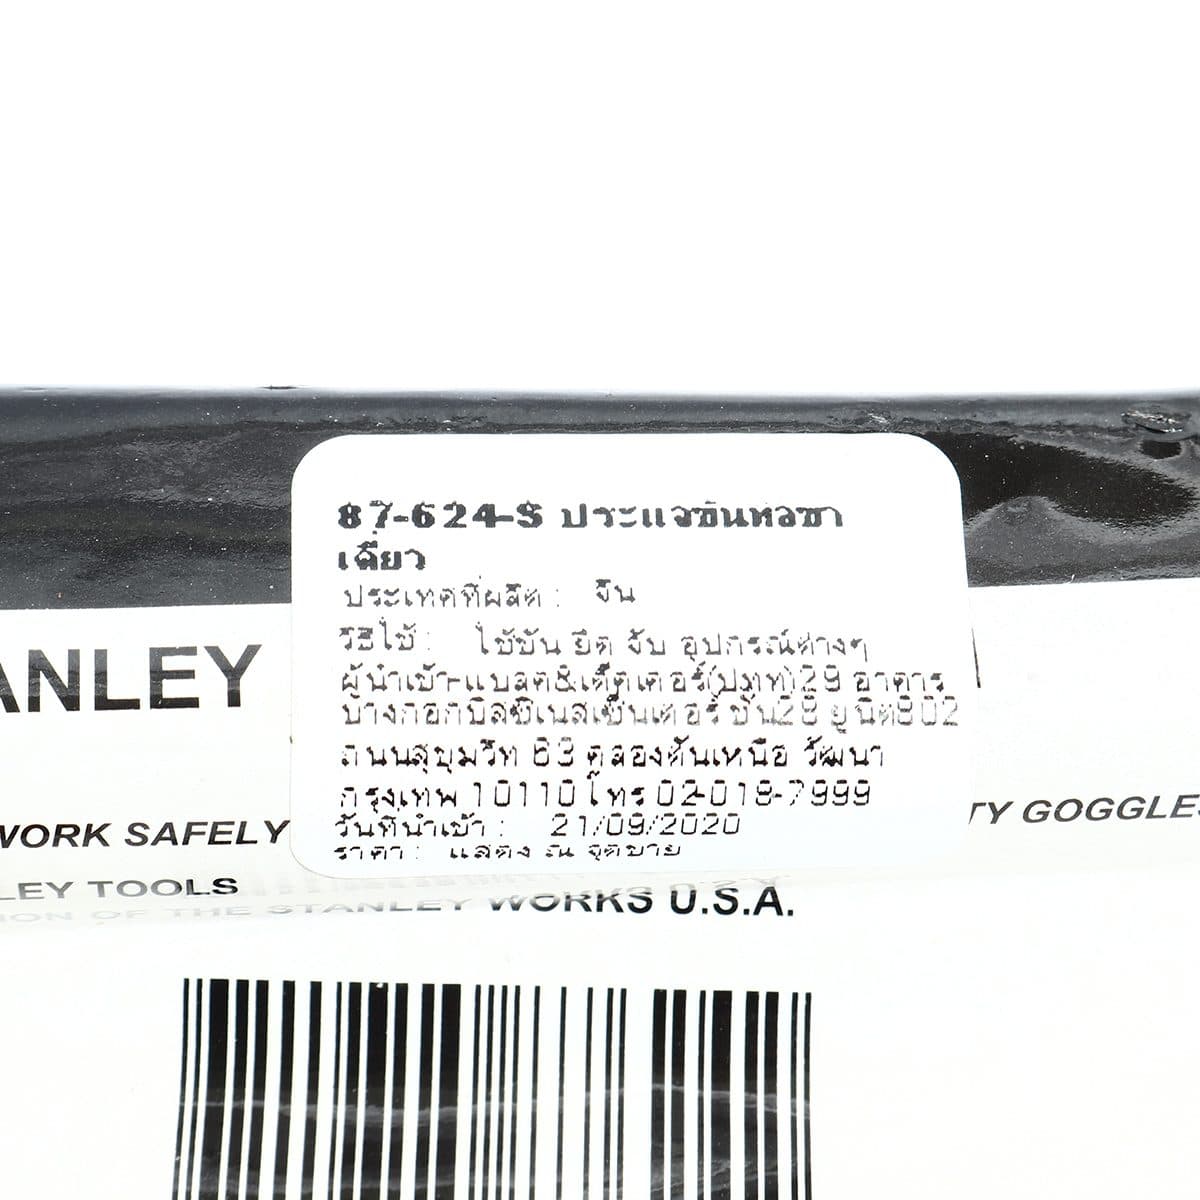 87-624-S ประแจขันท่อขา
เดี่ยว
ประเทศที่ผลิต: จีน
วิธีใช้: ใช้ขัน ยึด จับ อุปกรณ์ต่างๆ
ผู้นำเข้า-แบลค&เด็คเดอร์(ปทท)29 อาคาร
บางกอกบิสซิเนสเซ็นเตอร์ ชั้น28 ยูนิต802
ถนนสุขุมวิท 63 คลองตันเหนือ วัฒนา
กรุงเทพ 10110 โทร 02-018-7999
วันที่นำเข้า: 21/09/2020
ราคา: แสดง ณ จุดขาย
ANLEY
WORK SAFELY
TY GOGGLES
LEY TOOLS
ION OF THE STANLEY WORKS U.S.A.